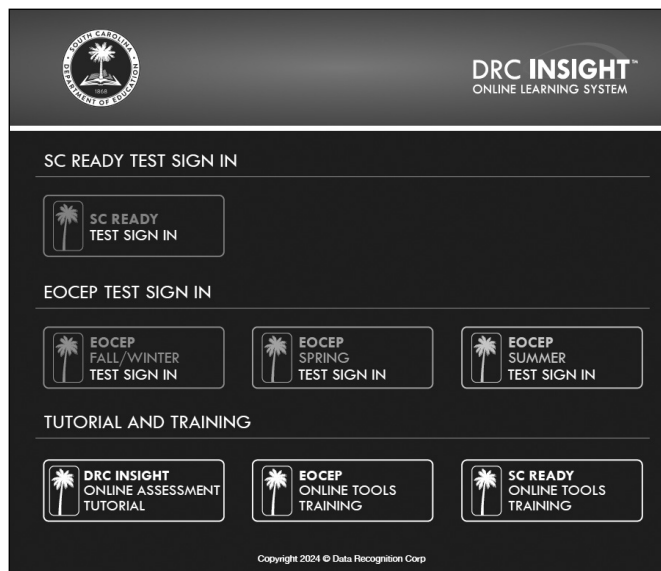 SOUTH CAROLINA
DEPARTMENT OF EDUCATION
1868
DRC INSIGHT™
ONLINE LEARNING SYSTEM
SC READY TEST SIGN IN
SC READY
TEST SIGN IN
EOCEP TEST SIGN IN
EOCEP
FALL/WINTER
TEST SIGN IN
EOCEP
SPRING
TEST SIGN IN
EOCEP
SUMMER
TEST SIGN IN
TUTORIAL AND TRAINING
DRC INSIGHT
ONLINE ASSESSMENT
TUTORIAL
EOCEP
ONLINE TOOLS
TRAINING
SC READY
ONLINE TOOLS
TRAINING
Copyright 2024 © Data Recognition Corp